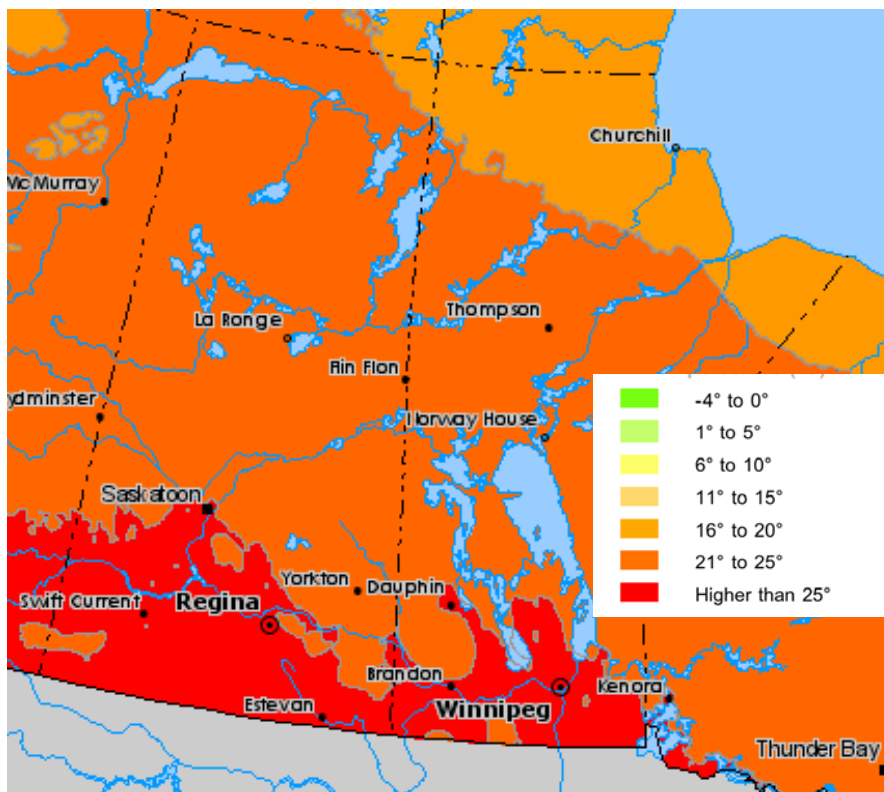 Churchill
McMurray
Thompson
La Ronge
Flin Flon
ydminster
Norway House
-4° to 0°
1° to 5°
6° to 10°
11° to 15°
16° to 20°
21° to 25°
Higher than 25°
Saskatoon
Yorkton
Dauphin
Swift Current
Regina
Brandon
Kenora
Estevan
Winnipeg
Thunder Bay